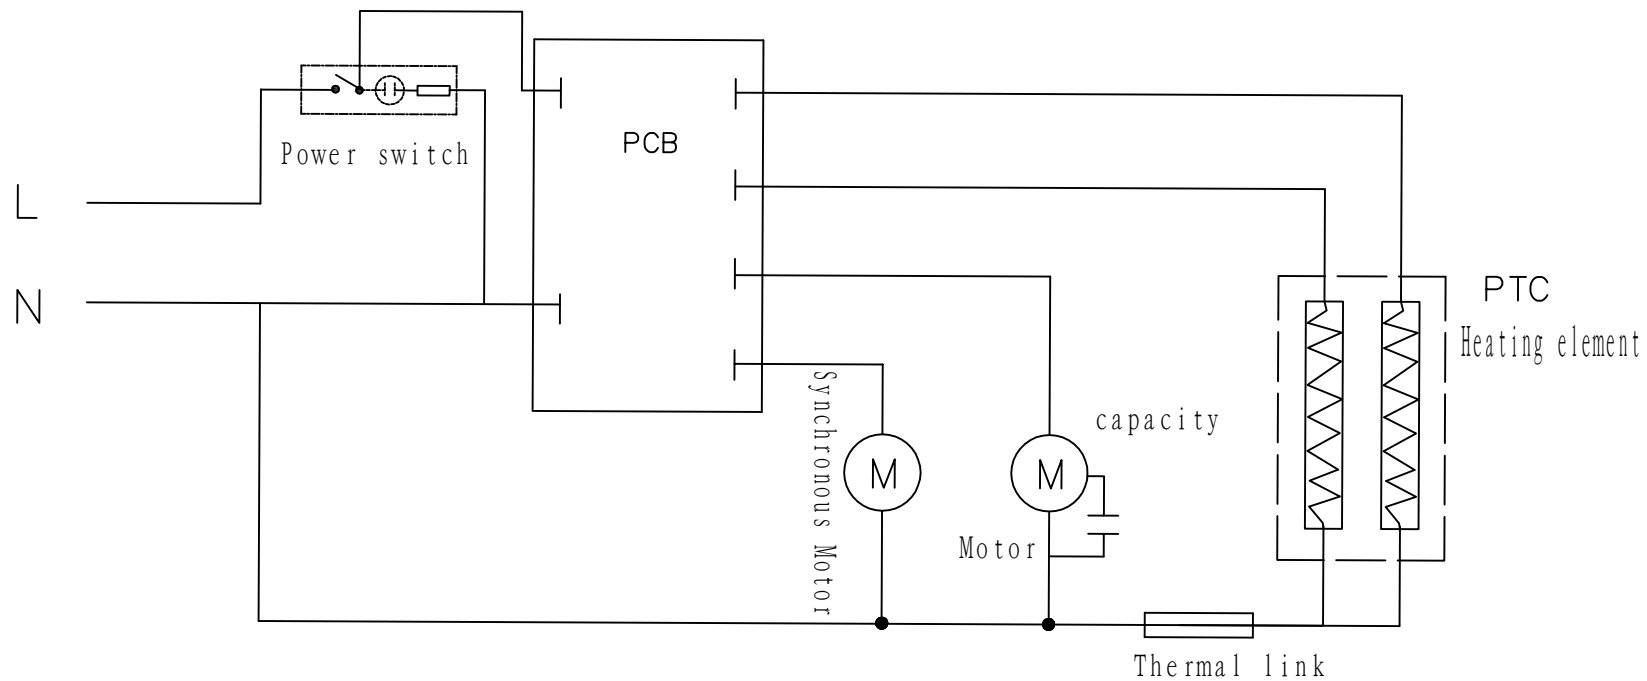 Power switch
PCB
L
N
PTC
Heating element
Synchronous Motor
M
capacity
M
Motor
Thermal link